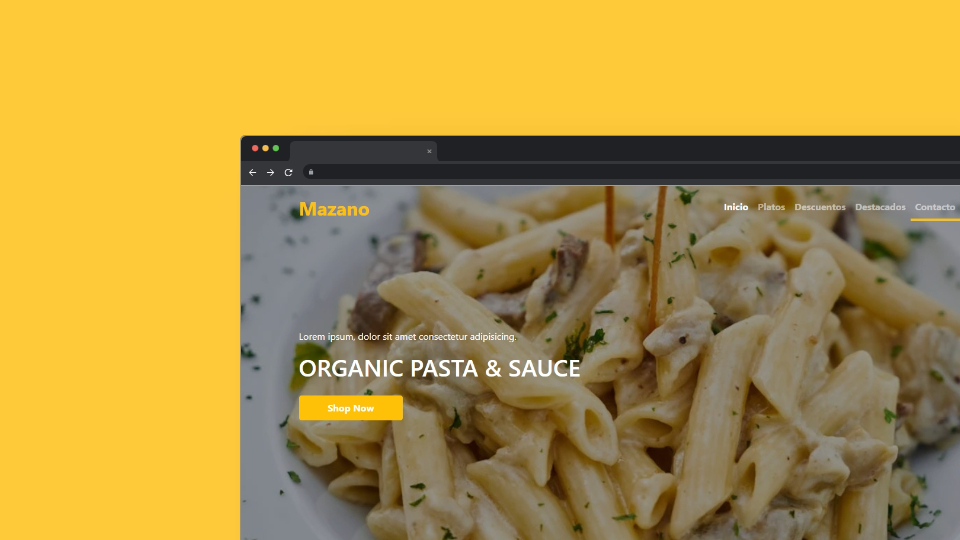 Mazano
Inicio Platos Descuentos Destacados Contacto
Lorem ipsum, dolor sit amet consectetur adipisicing.
ORGANIC PASTA & SAUCE
Shop Now